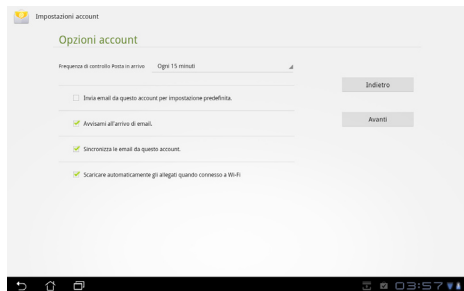 Impostazioni account
Opzioni account
Frequenza di controllo Posta in arrivo Ogni 15 minuti
Indietro
Invia email da questo account per impostazione predefinita.
Avvisami all'arrivo di email.
Avanti
Sincronizza le email da questo account.
Scaricare automaticamente gli allegati quando connesso a Wi-Fi
03:57